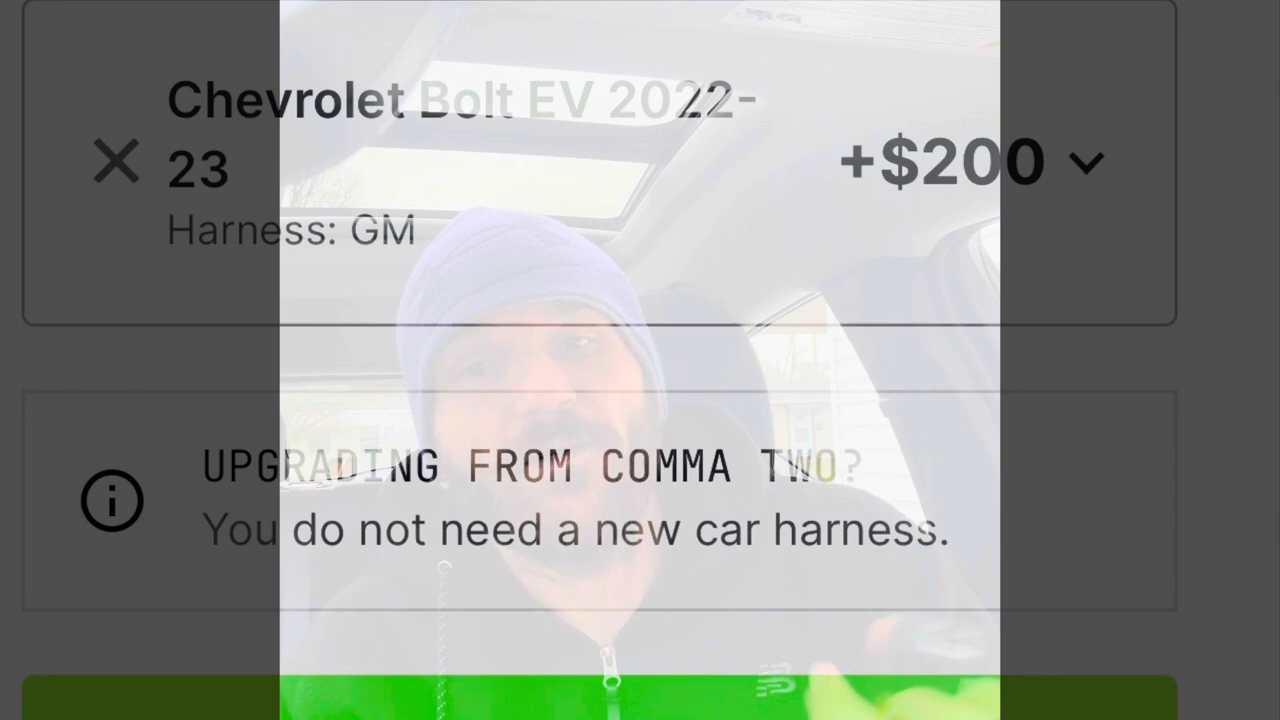 Chevrolet Bolt EV 2022-
23
+$200
Harness: GM
UPGRADING FROM COMMA TWO?
You do not need a new car harness.